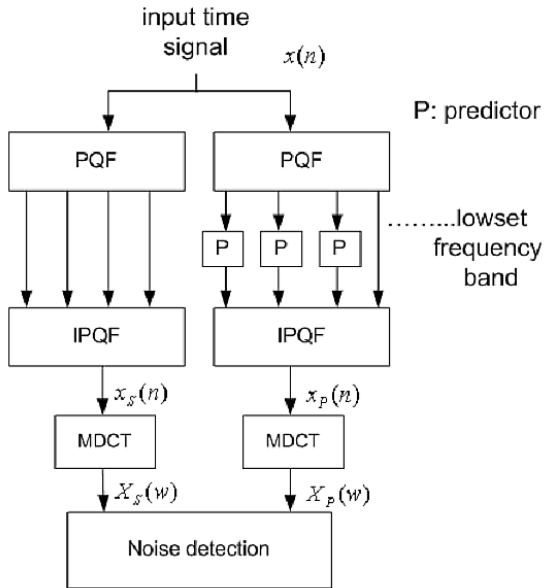 input time
signal
x(n)
P: predictor
PQF
PQF
P
P
P
.........lowset
frequency
band
IPQF
IPQF
x_S(n)
x_P(n)
MDCT
MDCT
X_S(w)
X_P(w)
Noise detection